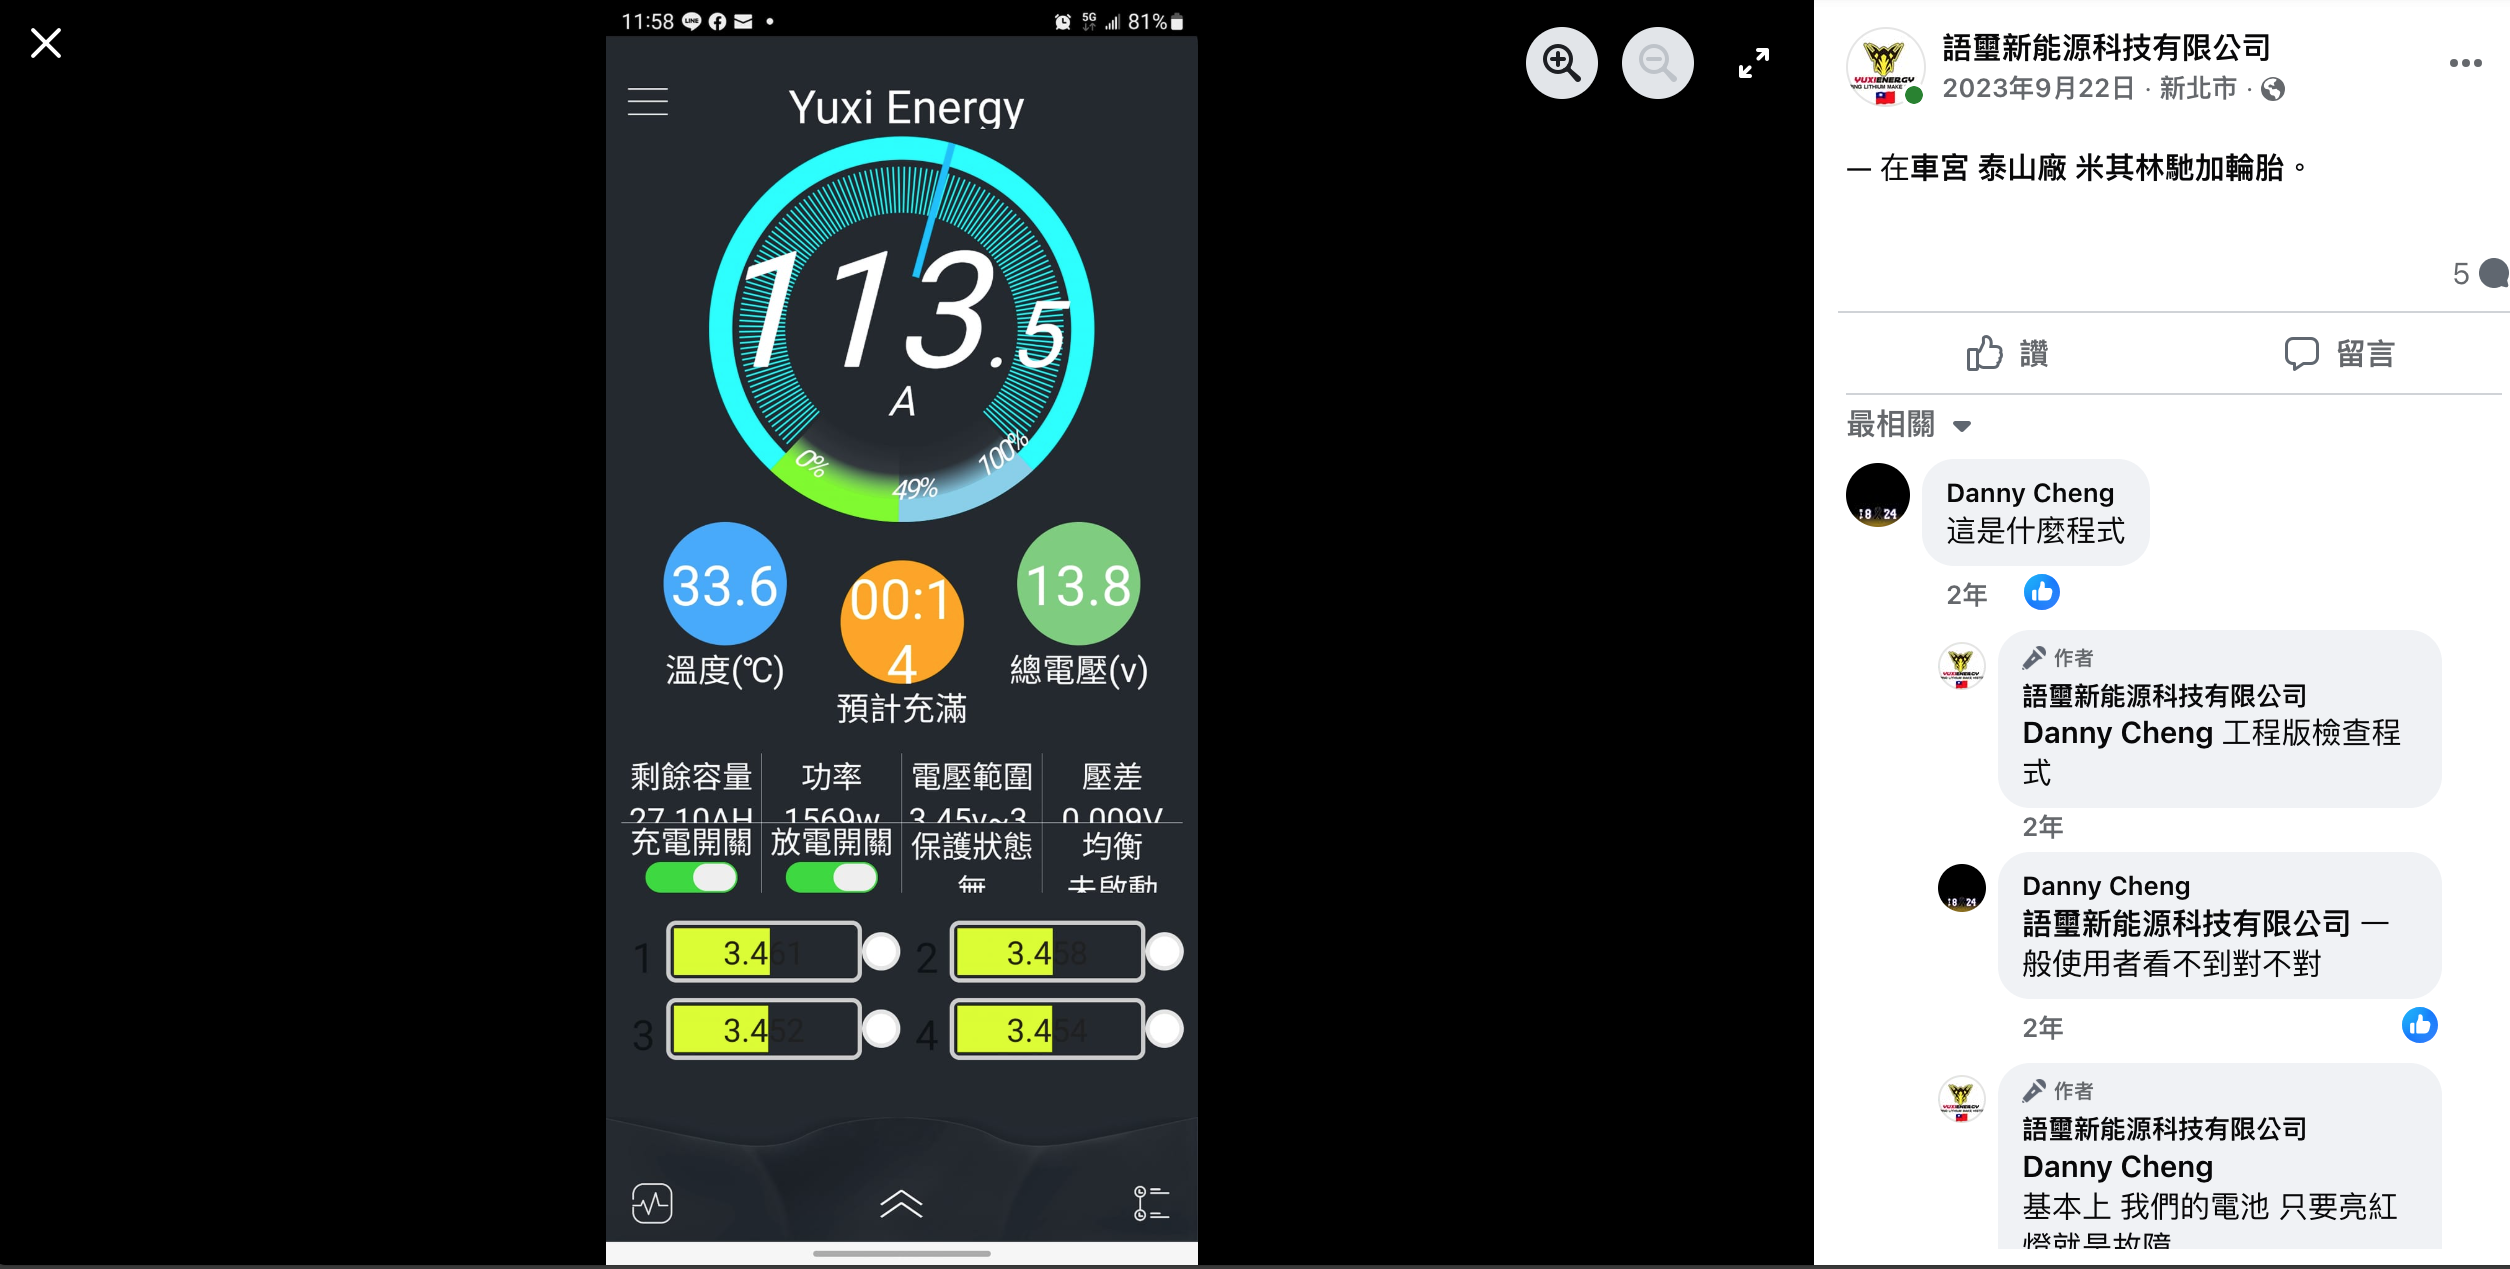 11:58
5G
81%
Yuxi Energy
113.5
A
0%
49%
100%
33.6
溫度(℃)
00:1
4
預計充滿
13.8
總電壓(v)
剩餘容量
功率
電壓範圍
壓差
27.10AH
1569w
3.45v~3.
0.009V
充電開關
放電開關
保護狀態
均衡
無
未啟動
1
3.461
2
3.458
3
3.452
4
3.454
語璽新能源科技有限公司
2023年9月22日 · 新北市 ·
— 在車宮 泰山廠 米其林馳加輪胎。
5
讚
留言
最相關
Danny Cheng
這是什麼程式
2年
作者
語璽新能源科技有限公司
Danny Cheng 工程版檢查程
式
2年
Danny Cheng
語璽新能源科技有限公司 一
般使用者看不到對不對
2年
作者
語璽新能源科技有限公司
Danny Cheng
基本上 我們的電池 只要亮紅
燈就是故障